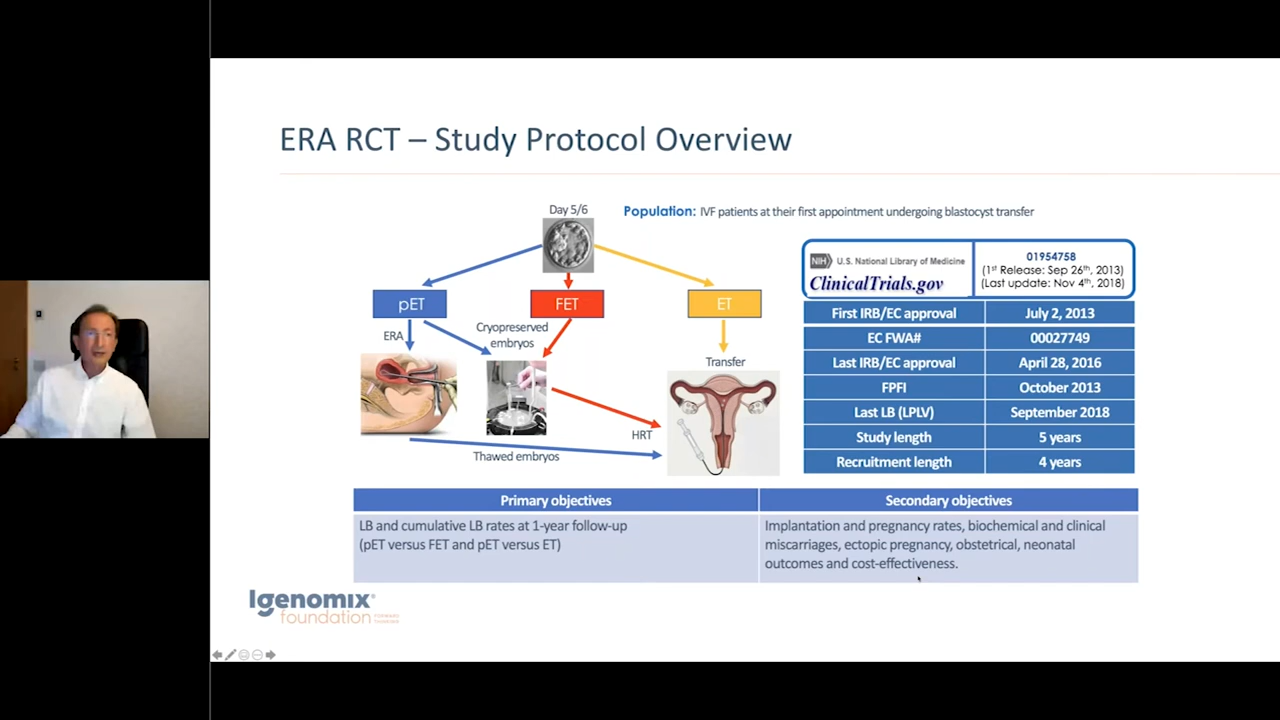 ERA RCT – Study Protocol Overview
Day 5/6
Population: IVF patients at their first appointment undergoing blastocyst transfer
pET
FET
ET
ERA
Cryopreserved
embryos
Transfer
HRT
Thawed embryos
NIH U.S. National Library of Medicine
ClinicalTrials.gov
01954758
(1st Release: Sep 26th, 2013)
(Last update: Nov 4th, 2018)
First IRB/EC approval July 2, 2013
EC FWA# 00027749
Last IRB/EC approval April 28, 2016
FPFI October 2013
Last LB (LPLV) September 2018
Study length 5 years
Recruitment length 4 years
Primary objectives
LB and cumulative LB rates at 1-year follow-up
(pET versus FET and pET versus ET)
Secondary objectives
Implantation and pregnancy rates, biochemical and clinical
miscarriages, ectopic pregnancy, obstetrical, neonatal
outcomes and cost-effectiveness.
Igenomix
foundation